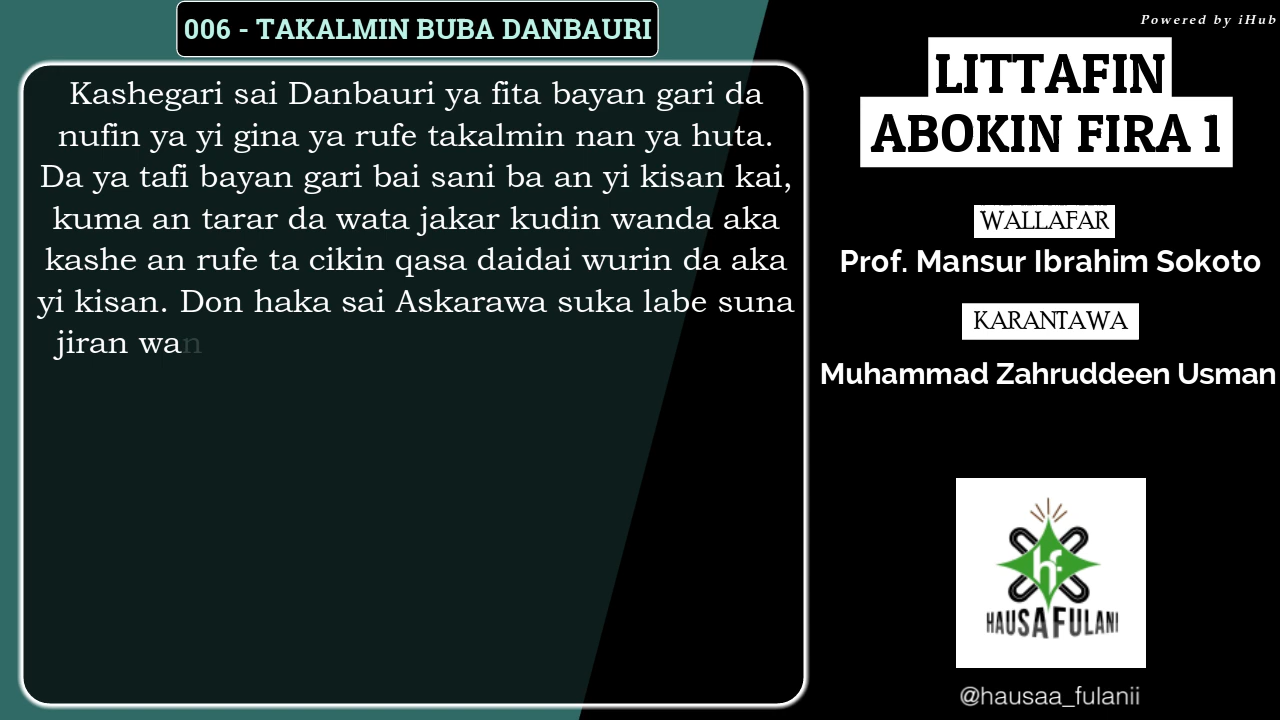 006 - TAKALMIN BUBA DANBAURI
Kashegari sai Danbauri ya fita bayan gari da
nufin ya yi gina ya rufe takalmin nan ya huta.
Da ya tafi bayan gari bai sani ba an yi kisan kai,
kuma an tarar da wata jakar kudin wanda aka
kashe an rufe ta cikin qasa daidai wurin da aka
yi kisan. Don haka sai Askarawa suka labe suna
jiran wan
Powered by iHub
LITTAFIN
ABOKIN FIRA 1
WALLAFAR
Prof. Mansur Ibrahim Sokoto
KARANTAWA
Muhammad Zahruddeen Usman
hf
HAUSAFULANI
@hausaa_fulanii